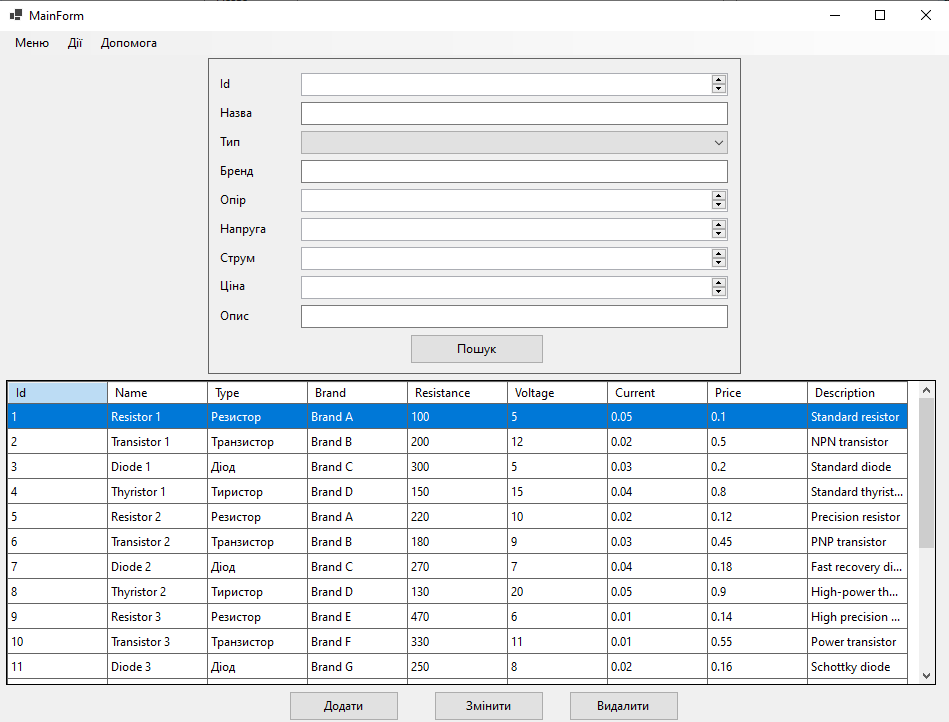 MainForm
Меню Дії Допомога
Id
Назва
Тип
Бренд
Опір
Напруга
Струм
Ціна
Опис
Пошук
Id Name Type Brand Resistance Voltage Current Price Description
1 Resistor 1 Резистор Brand A 100 5 0.05 0.1 Standard resistor
2 Transistor 1 Транзистор Brand B 200 12 0.02 0.5 NPN transistor
3 Diode 1 Діод Brand C 300 5 0.03 0.2 Standard diode
4 Thyristor 1 Тиристор Brand D 150 15 0.04 0.8 Standard thyrist...
5 Resistor 2 Резистор Brand A 220 10 0.02 0.12 Precision resistor
6 Transistor 2 Транзистор Brand B 180 9 0.03 0.45 PNP transistor
7 Diode 2 Діод Brand C 270 7 0.04 0.18 Fast recovery di...
8 Thyristor 2 Тиристор Brand D 130 20 0.05 0.9 High-power th...
9 Resistor 3 Резистор Brand E 470 6 0.01 0.14 High precision ...
10 Transistor 3 Транзистор Brand F 330 11 0.01 0.55 Power transistor
11 Diode 3 Діод Brand G 250 8 0.02 0.16 Schottky diode
Додати Змінити Видалити